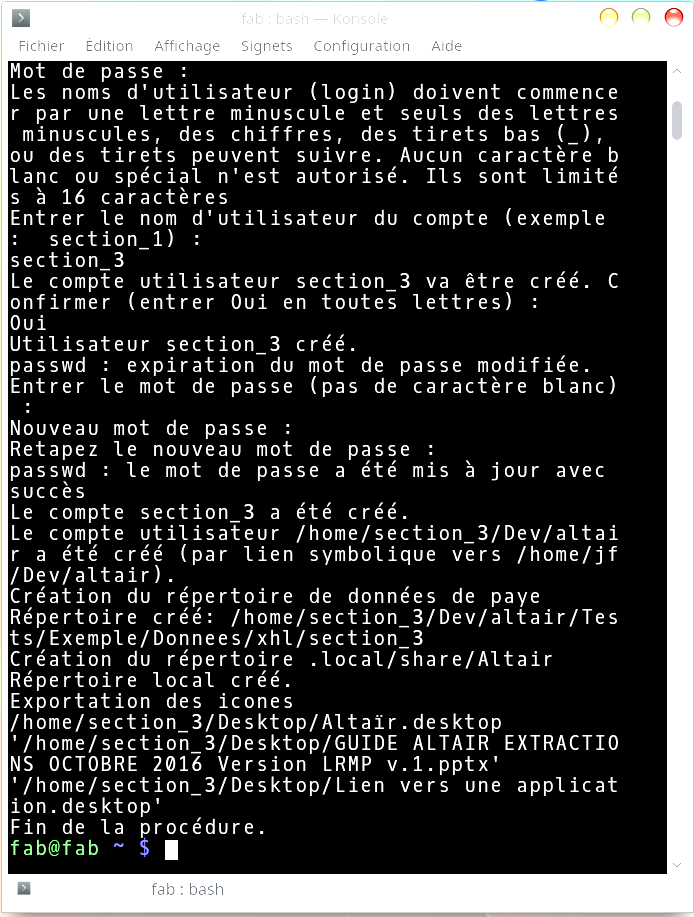 fab : bash — Konsole
Fichier Édition Affichage Signets Configuration Aide
Mot de passe :
Les noms d'utilisateur (login) doivent commence
r par une lettre minuscule et seuls des lettres
 minuscules, des chiffres, des tirets bas (_),
ou des tirets peuvent suivre. Aucun caractère b
lanc ou spécial n'est autorisé. Ils sont limité
s à 16 caractères
Entrer le nom d'utilisateur du compte (exemple
:  section_1) :
section_3
Le compte utilisateur section_3 va être créé. C
onfirmer (entrer Oui en toutes lettres) :
Oui
Utilisateur section_3 créé.
passwd : expiration du mot de passe modifiée.
Entrer le mot de passe (pas de caractère blanc)
 :
Nouveau mot de passe :
Retapez le nouveau mot de passe :
passwd : le mot de passe a été mis à jour avec
succès
Le compte section_3 a été créé.
Le compte utilisateur /home/section_3/Dev/altai
r a été créé (par lien symbolique vers /home/jf
/Dev/altair).
Création du répertoire de données de paye
Répertoire créé: /home/section_3/Dev/altair/Tes
ts/Exemple/Donnees/xhl/section_3
Création du répertoire .local/share/Altair
Répertoire local créé.
Exportation des icones
/home/section_3/Desktop/Altaïr.desktop
'/home/section_3/Desktop/GUIDE ALTAIR EXTRACTIO
NS OCTOBRE 2016 Version LRMP v.1.pptx'
'/home/section_3/Desktop/Lien vers une applicat
ion.desktop'
Fin de la procédure.
fab@fab ~ $
fab : bash